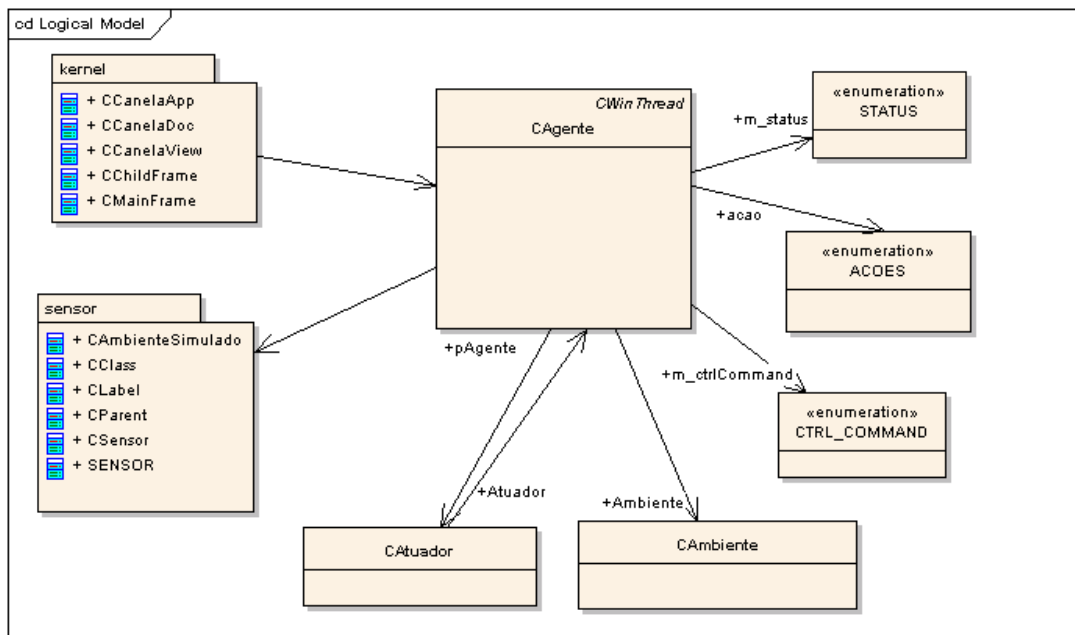 cd Logical Model
kernel
+ CCanelaApp
+ CCanelaDoc
+ CCanelaView
+ CChildFrame
+ CMainFrame
CWinThread
CAgente
«enumeration»
STATUS
+m_status
+acao
«enumeration»
ACOES
sensor
+ CAmbienteSimulado
+ CClass
+ CLabel
+ CParent
+ CSensor
+ SENSOR
+pAgente
+m_ctrlCommand
«enumeration»
CTRL_COMMAND
+Atuador
+Ambiente
CAtuador
CAmbiente